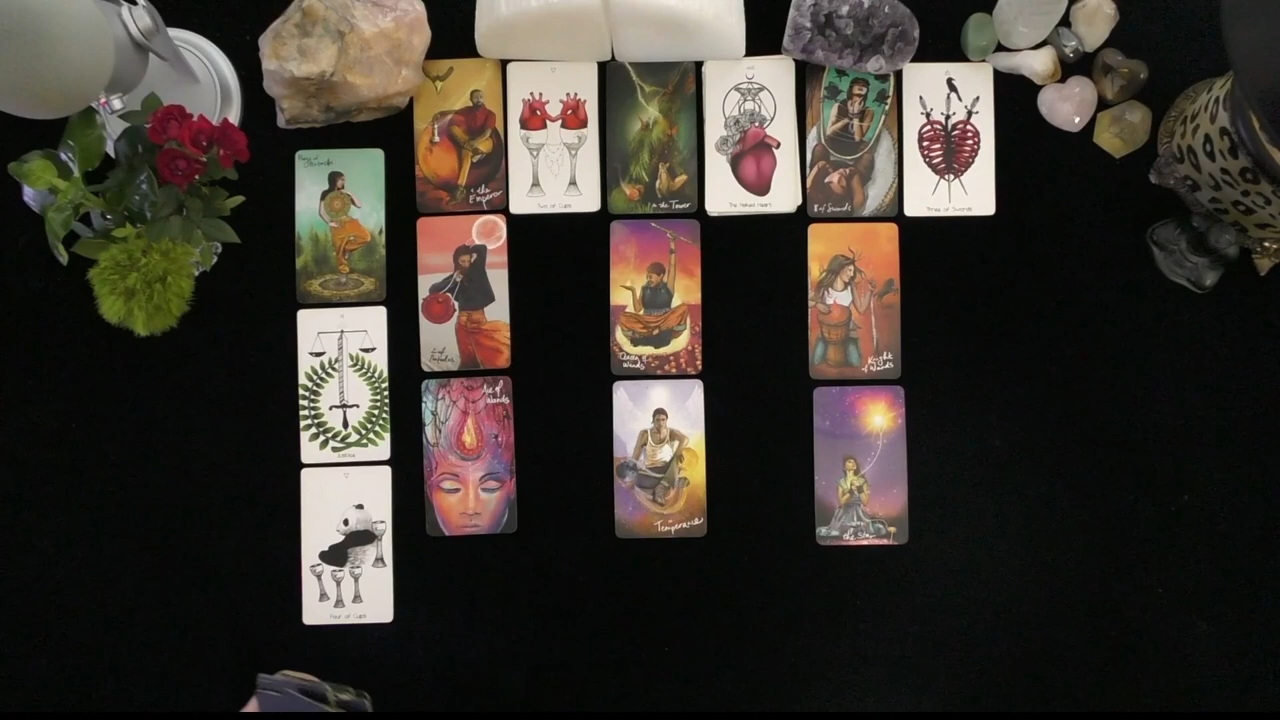 the
Emperor
Two of Cups
the Tower
The Naked Heart
8 of Swords
Three of Swords
Justice
Queen of
Wands
Knight
of Wands
Ace of
Wands
Temperance
the Star
Four of Cups